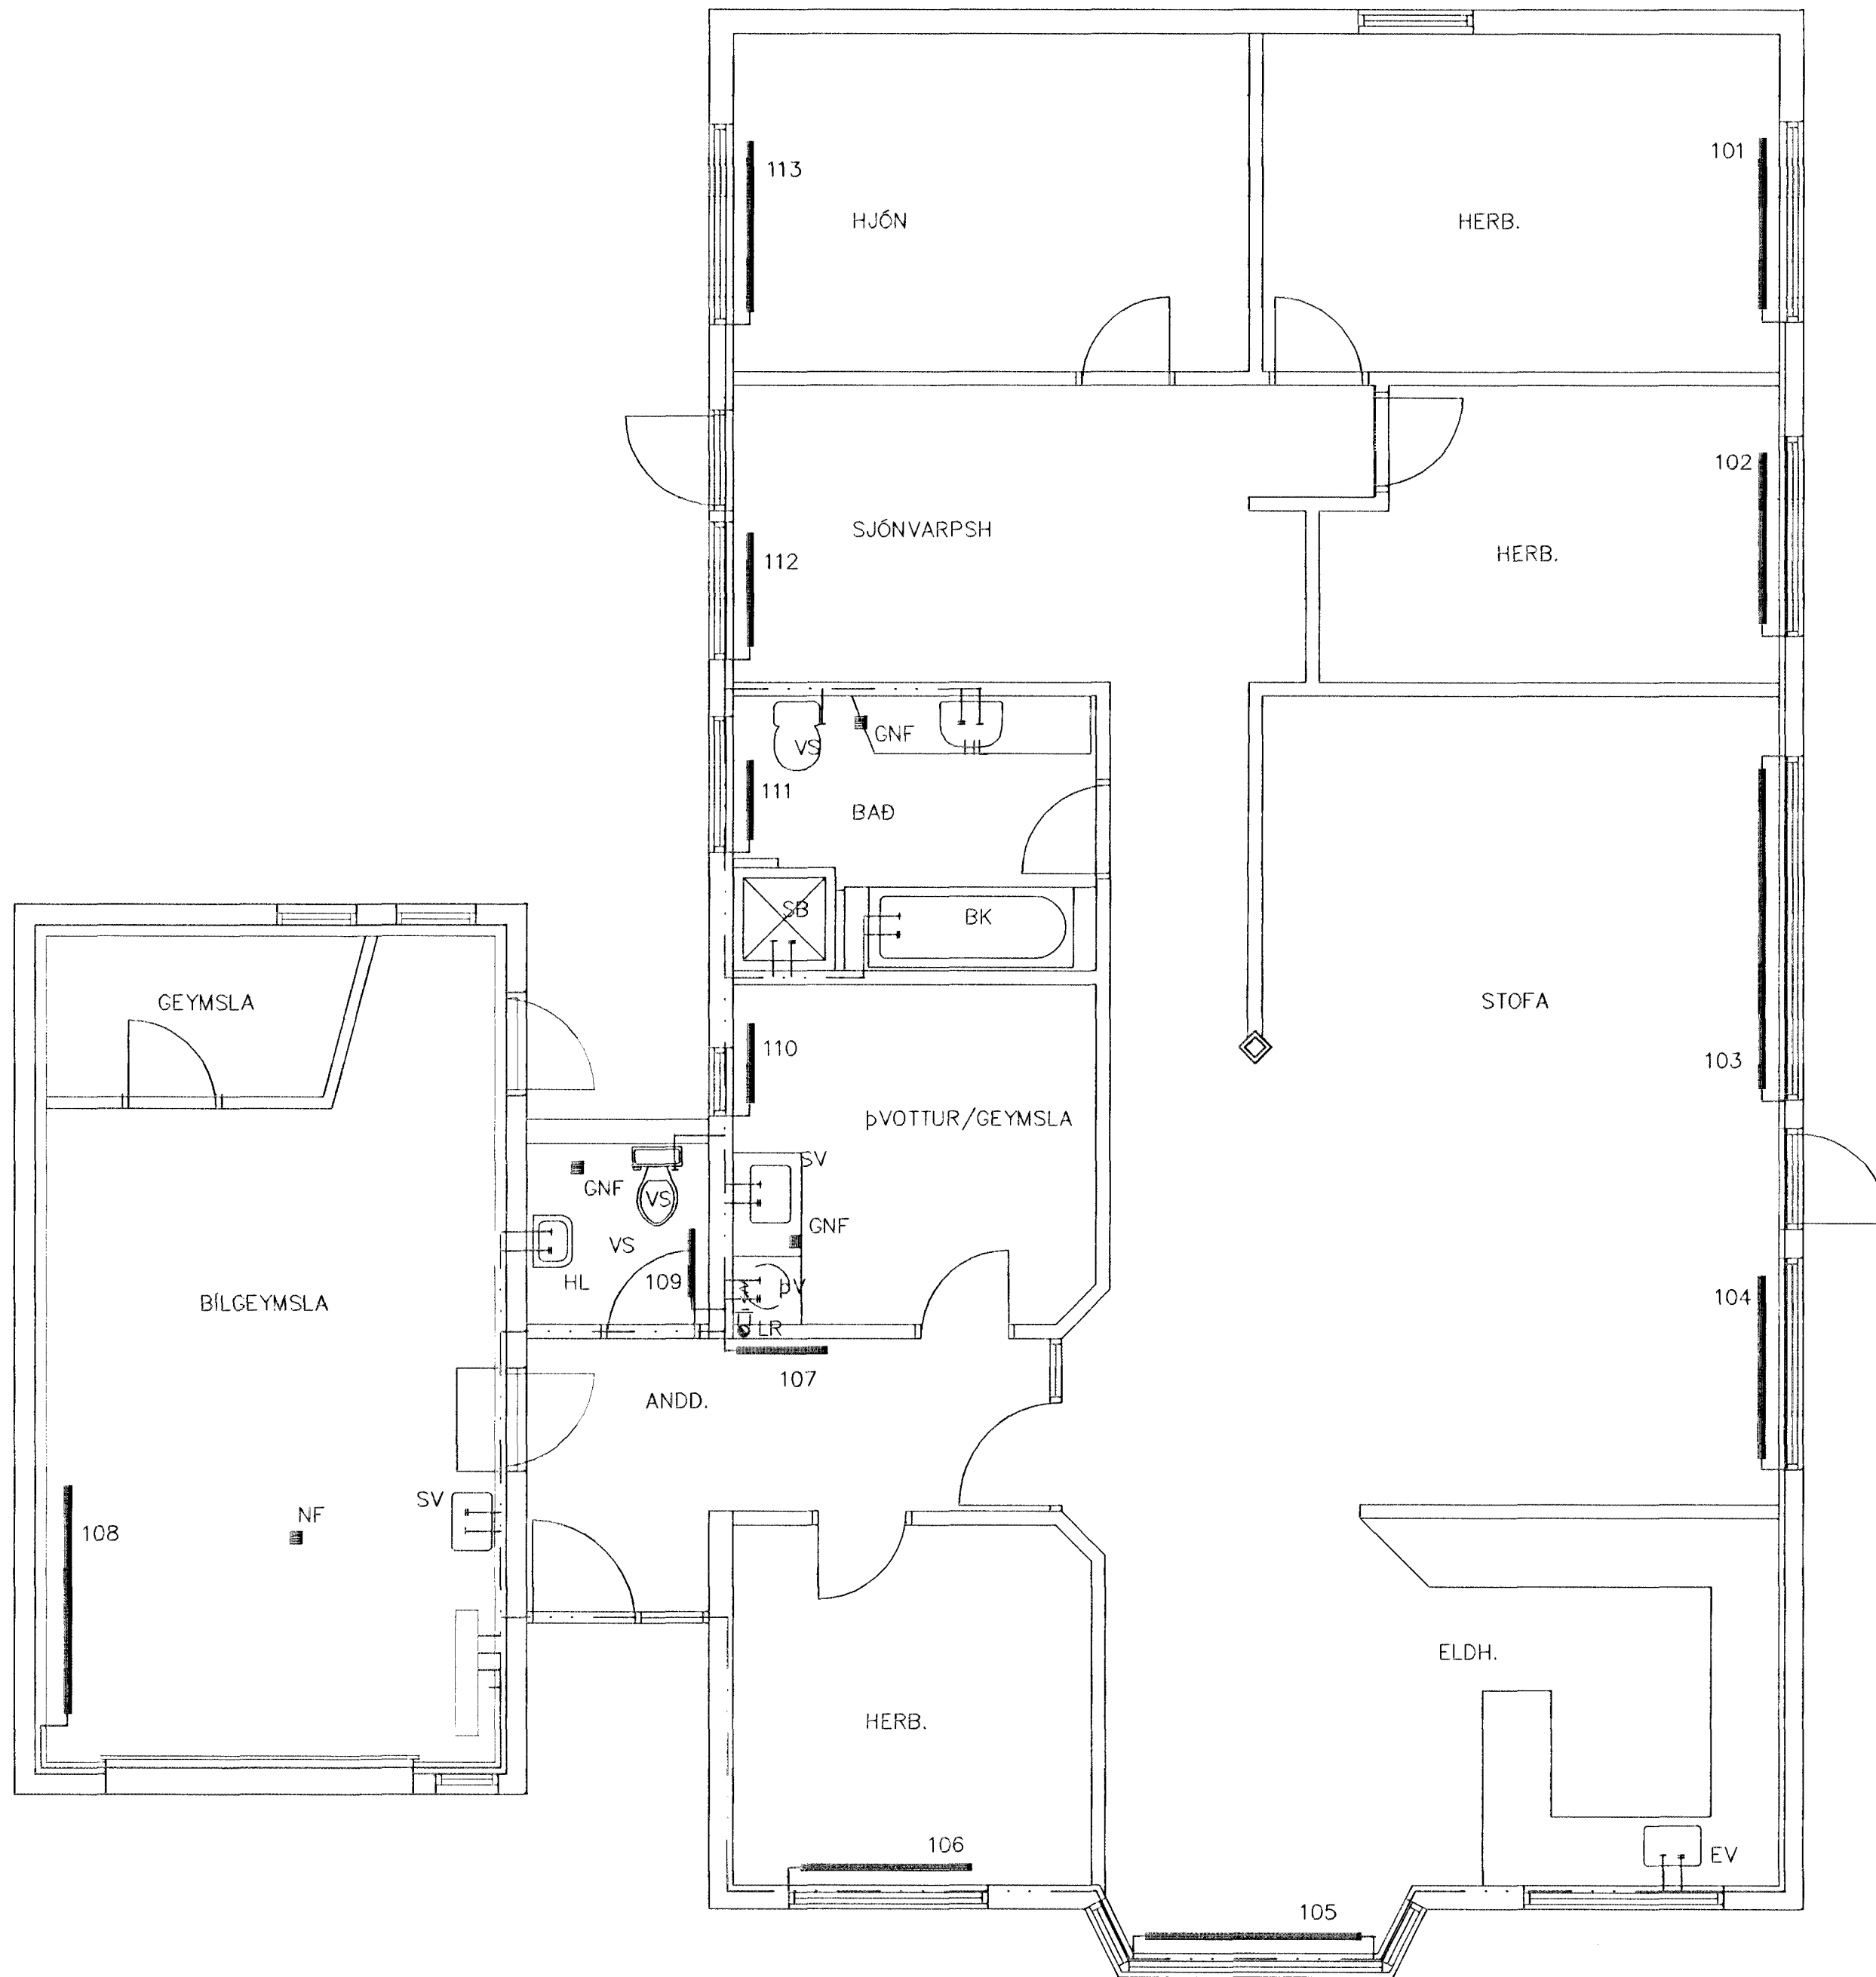 113
101
HJÓN
HERB.
102
SJÓNVARPSH
HERB.
112
VS
GNF
111
BAÐ
SB
BK
GEYMSLA
STOFA
110
103
ÞVOTTUR/GEYMSLA
SV
GNF
VS
GNF
VS
HL
109
ÞV
BÍLGEYMSLA
104
LR
107
ANDD.
SV
NF
108
ELDH.
HERB.
106
EV
105